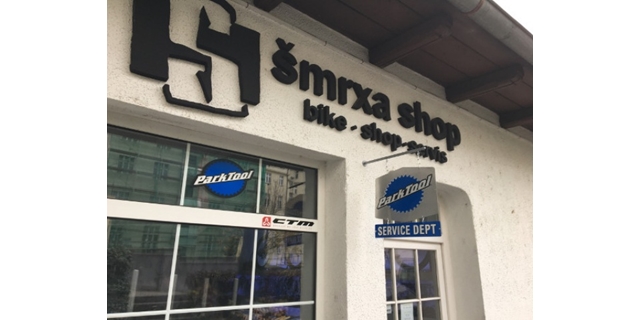 šmrxa shop
bike · shop · servis
ParkTool
CTM
ParkTool
SERVICE DEPT